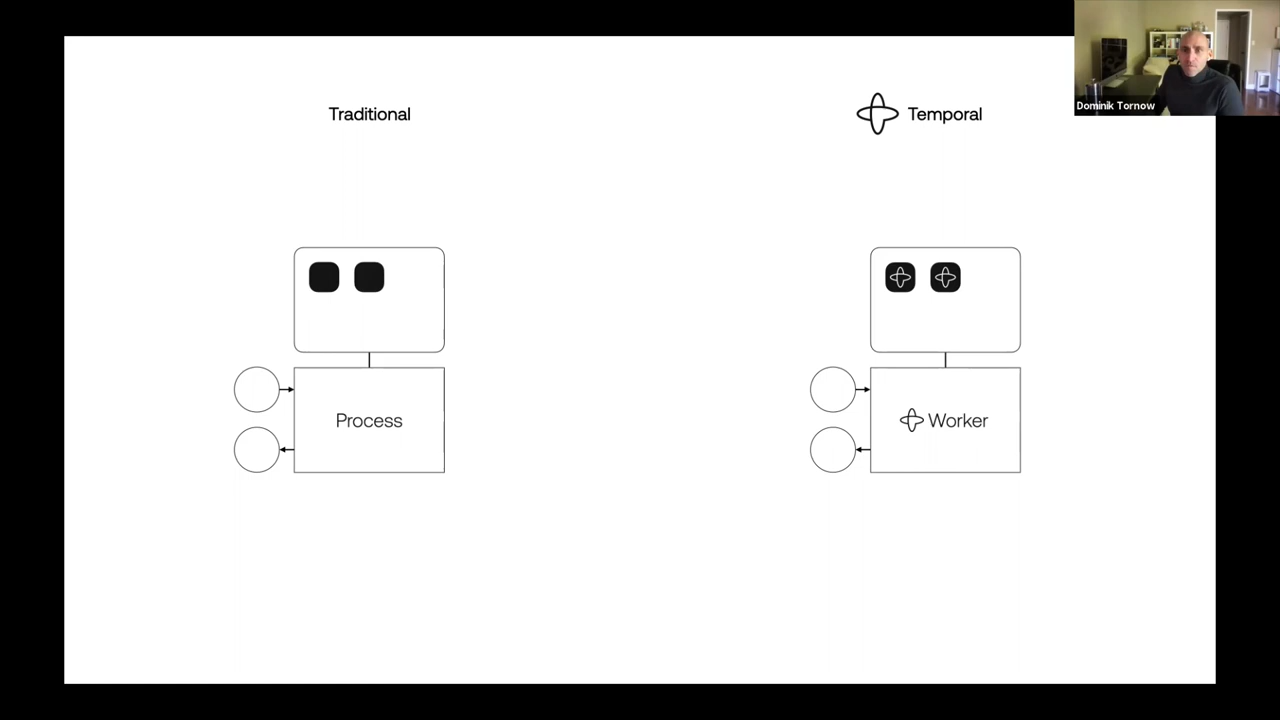 Traditional
Temporal
Dominik Tornow
Process
Worker